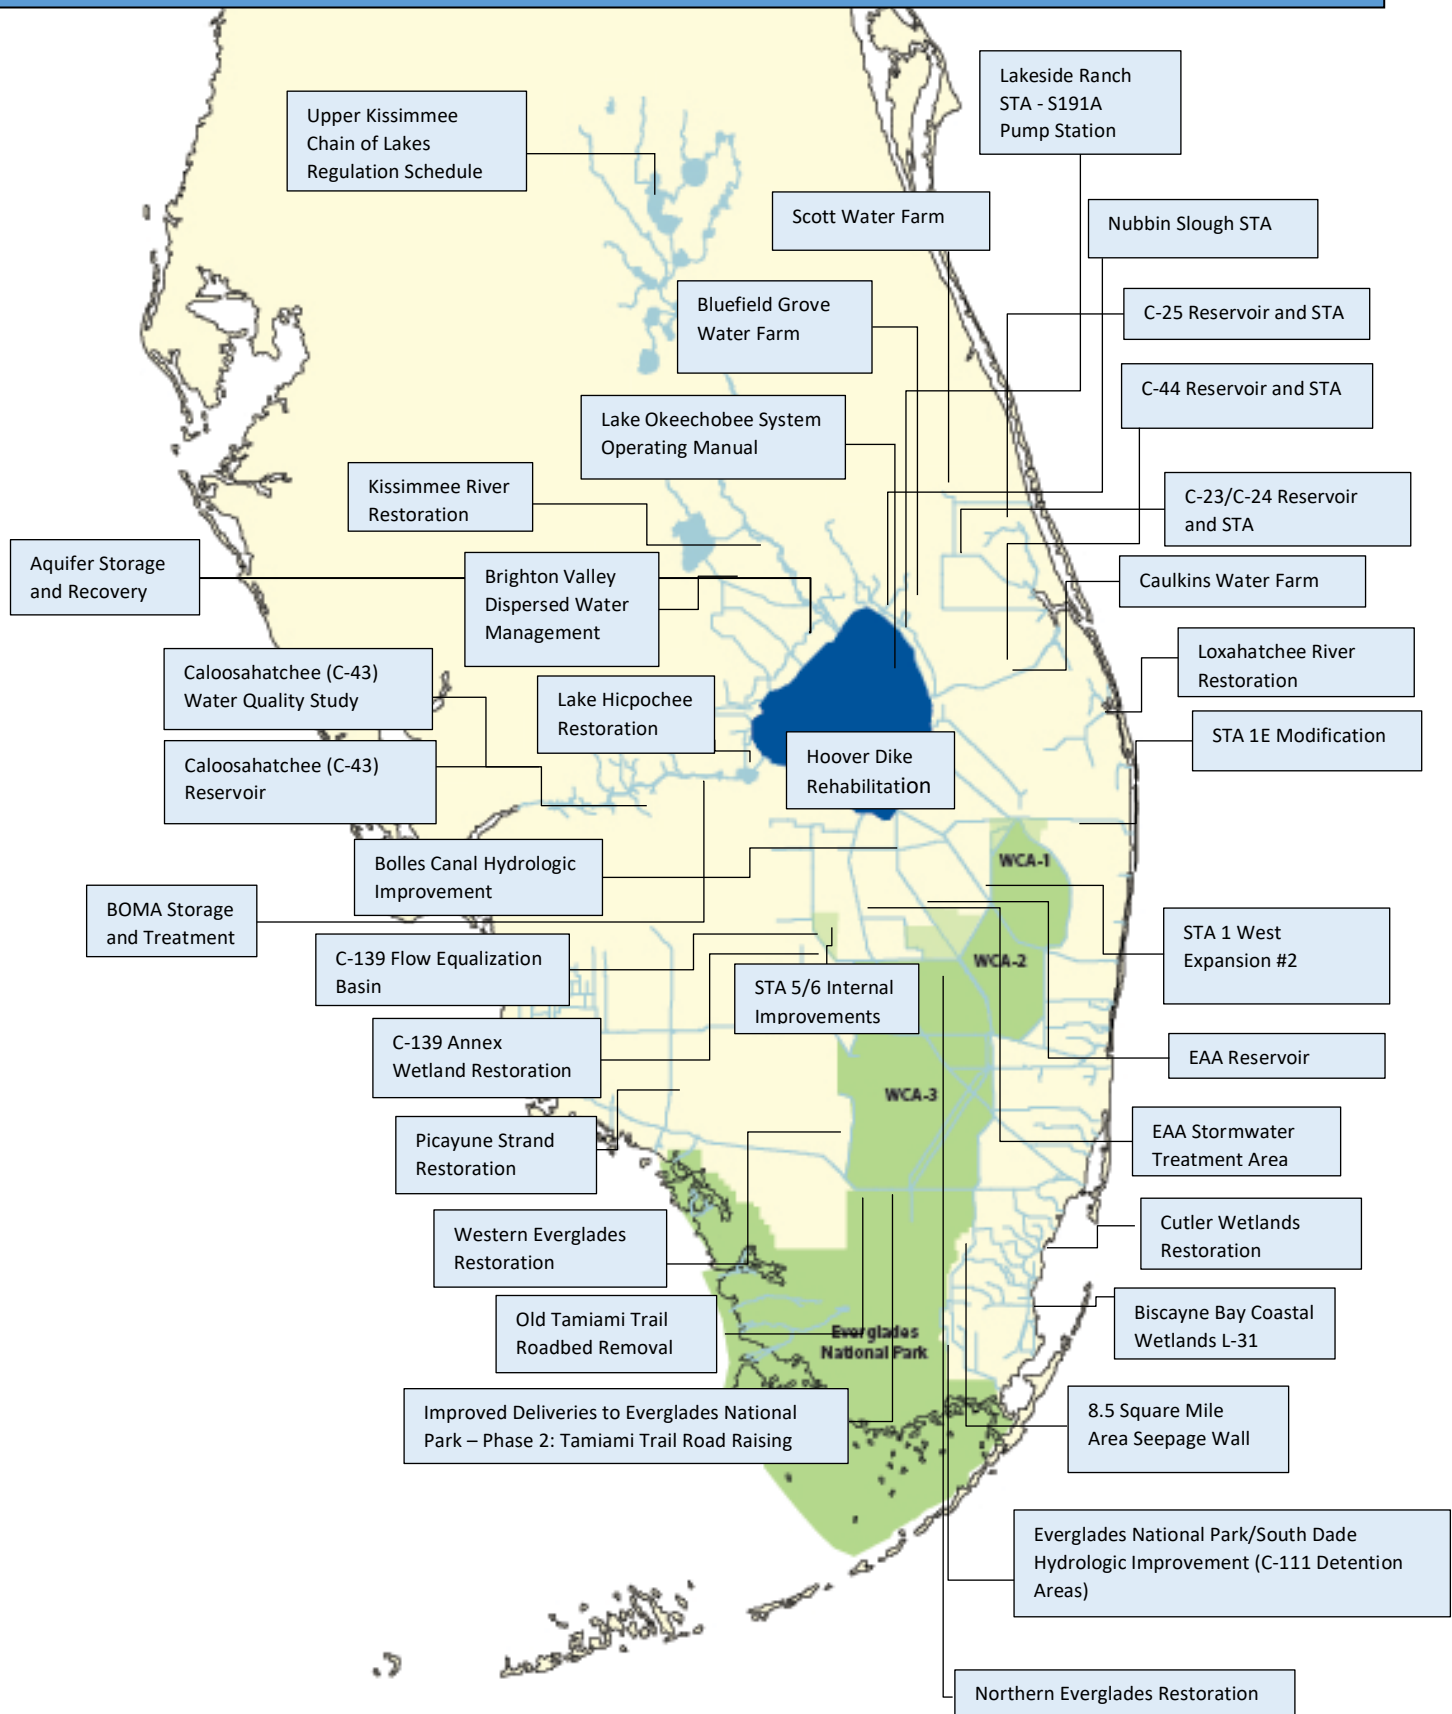 Lakeside Ranch
STA - S191A
Pump Station
Upper Kissimmee
Chain of Lakes
Regulation Schedule
Scott Water Farm
Nubbin Slough STA
Bluefield Grove
Water Farm
C-25 Reservoir and STA
C-44 Reservoir and STA
Lake Okeechobee System
Operating Manual
Kissimmee River
Restoration
C-23/C-24 Reservoir
and STA
Aquifer Storage
and Recovery
Brighton Valley
Dispersed Water
Management
Caulkins Water Farm
Caloosahatchee (C-43)
Water Quality Study
Loxahatchee River
Restoration
Lake Hicpochee
Restoration
STA 1E Modification
Caloosahatchee (C-43)
Reservoir
Hoover Dike
Rehabilitation
Bolles Canal Hydrologic
Improvement
WCA-1
BOMA Storage
and Treatment
STA 1 West
Expansion #2
C-139 Flow Equalization
Basin
WCA-2
STA 5/6 Internal
Improvements
C-139 Annex
Wetland Restoration
EAA Reservoir
WCA-3
Picayune Strand
Restoration
EAA Stormwater
Treatment Area
Western Everglades
Restoration
Cutler Wetlands
Restoration
Old Tamiami Trail
Roadbed Removal
Biscayne Bay Coastal
Wetlands L-31
Everglades
National Park
Improved Deliveries to Everglades National
Park – Phase 2: Tamiami Trail Road Raising
8.5 Square Mile
Area Seepage Wall
Everglades National Park/South Dade
Hydrologic Improvement (C-111 Detention
Areas)
Northern Everglades Restoration